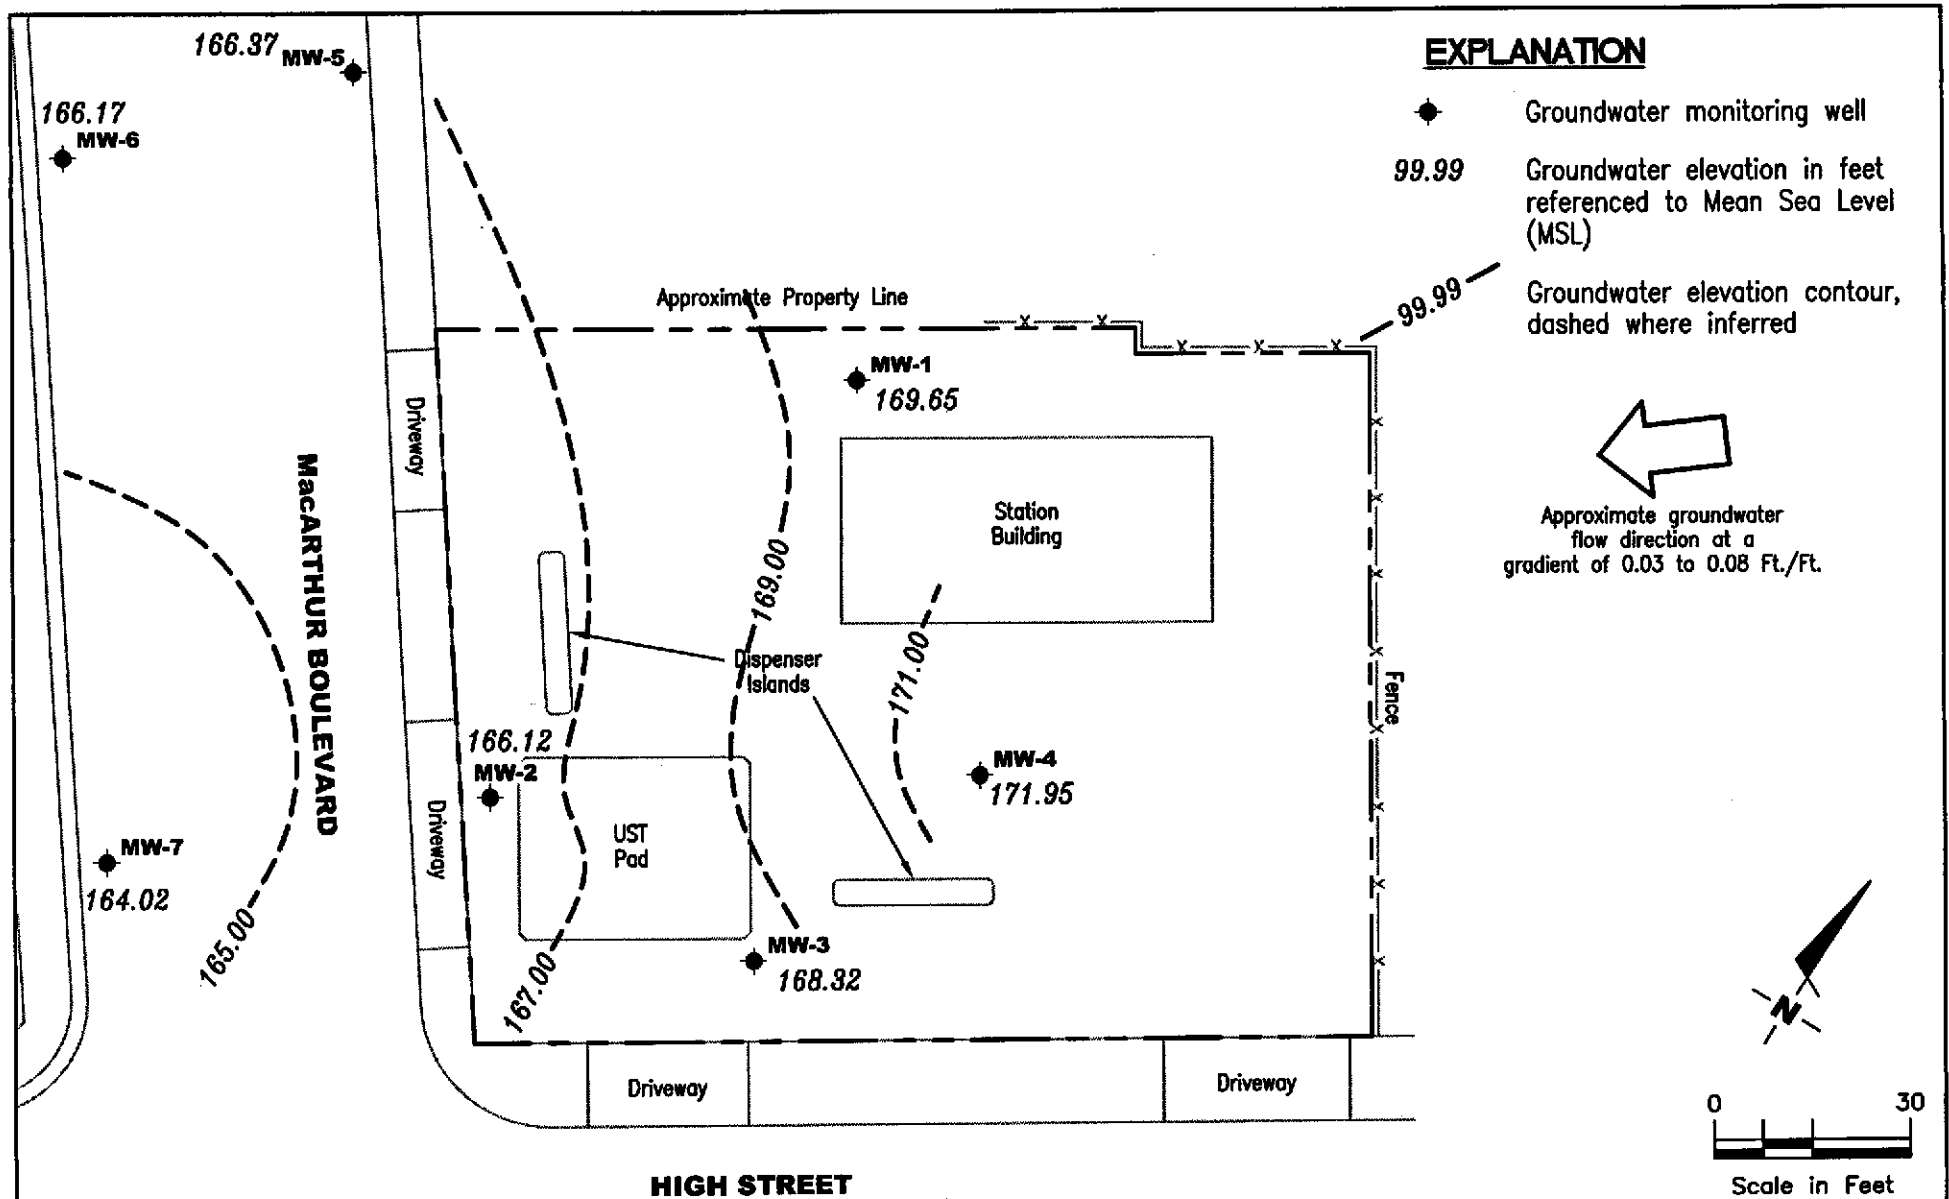 166.37 MW-5
166.17
MW-6
EXPLANATION
Groundwater monitoring well
99.99 Groundwater elevation in feet
referenced to Mean Sea Level
(MSL)
99.99
Groundwater elevation contour,
dashed where inferred
Approximate Property Line
MW-1
169.65
Driveway
MacARTHUR BOULEVARD
Station
Building
169.00
Approximate groundwater
flow direction at a
gradient of 0.03 to 0.08 Ft./Ft.
Dispenser
Islands
171.00
Fence
166.12
MW-2
MW-4
171.95
UST
Pad
Driveway
MW-7
164.02
165.00
167.00
MW-3
168.32
N
Driveway
Driveway
0 30
Scale in Feet
HIGH STREET